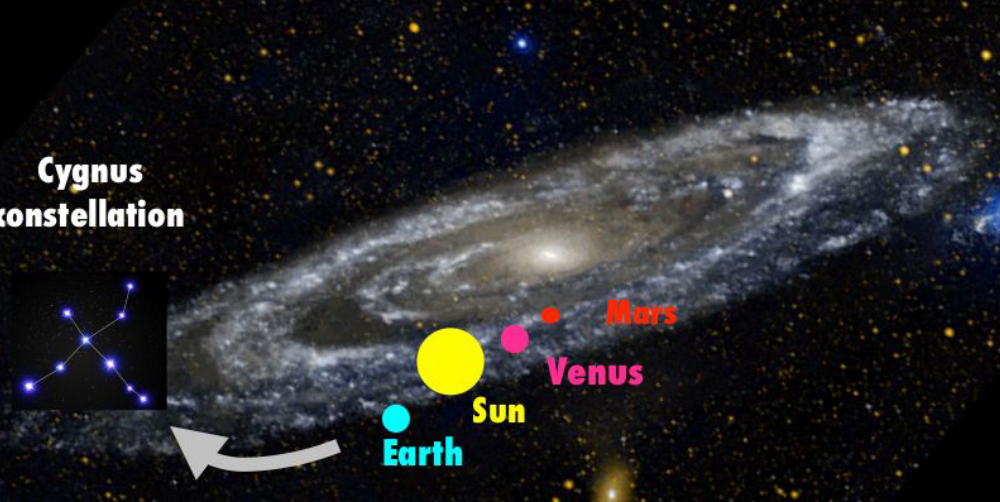 Cygnus
constellation
Mars
Venus
Sun
Earth